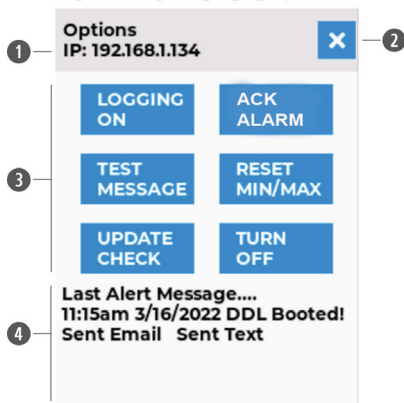 Options
IP: 192.168.1.134
X
1
2
LOGGING ON
ACK ALARM
3
TEST MESSAGE
RESET MIN/MAX
UPDATE CHECK
TURN OFF
Last Alert Message....
11:15am 3/16/2022 DDL Booted!
4
Sent Email Sent Text